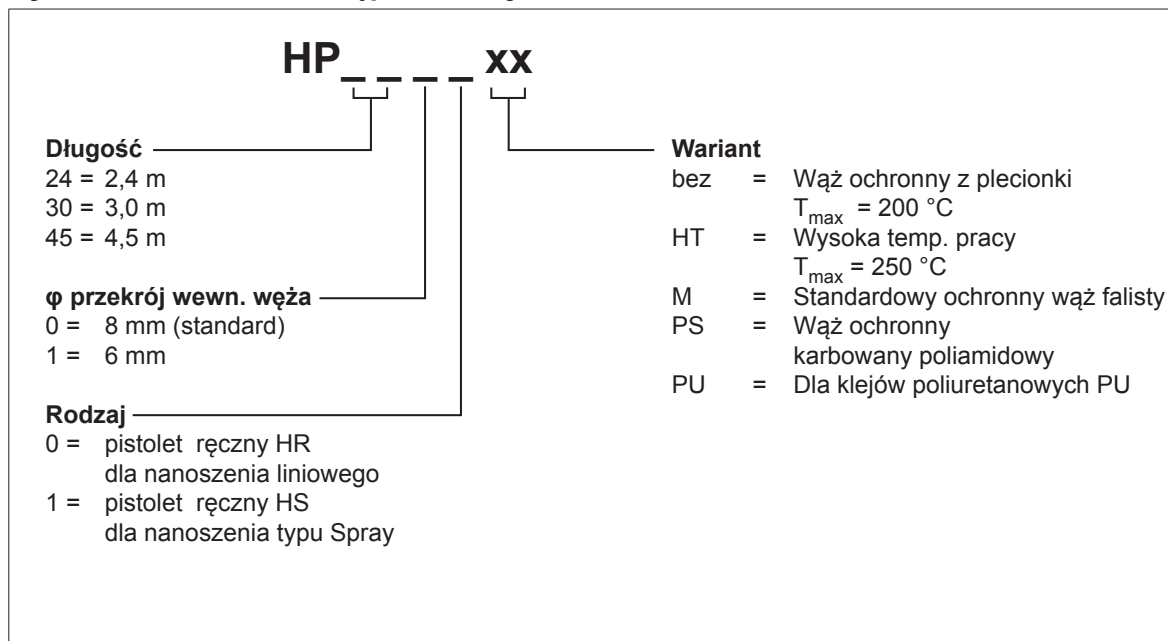 HP_ _ _ _ xx
Długość
24 = 2,4 m
30 = 3,0 m
45 = 4,5 m
φ przekrój wewn. węża
0 = 8 mm (standard)
1 = 6 mm
Rodzaj
0 = pistolet ręczny HR
dla nanoszenia liniowego
1 = pistolet ręczny HS
dla nanoszenia typu Spray
Wariant
bez = Wąż ochronny z plecionki
Tmax = 200 °C
HT = Wysoka temp. pracy
Tmax = 250 °C
M = Standardowy ochronny wąż falisty
PS = Wąż ochronny
karbowany poliamidowy
PU = Dla klejów poliuretanowych PU